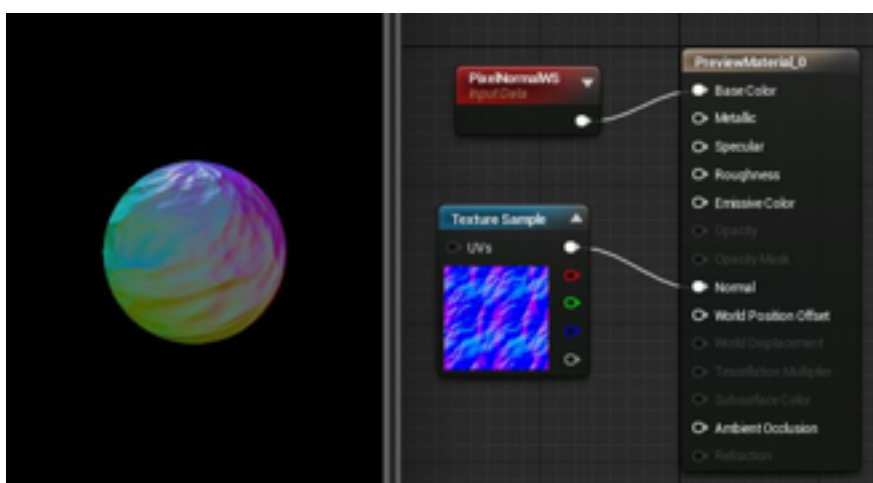 PixelNormalWS
Input Data
Texture Sample
UVs
PreviewMaterial_0
Base Color
Metallic
Specular
Roughness
Emissive Color
Opacity
Opacity Mask
Normal
World Position Offset
World Displacement
Tessellation Multiplier
Subsurface Color
Ambient Occlusion
Refraction